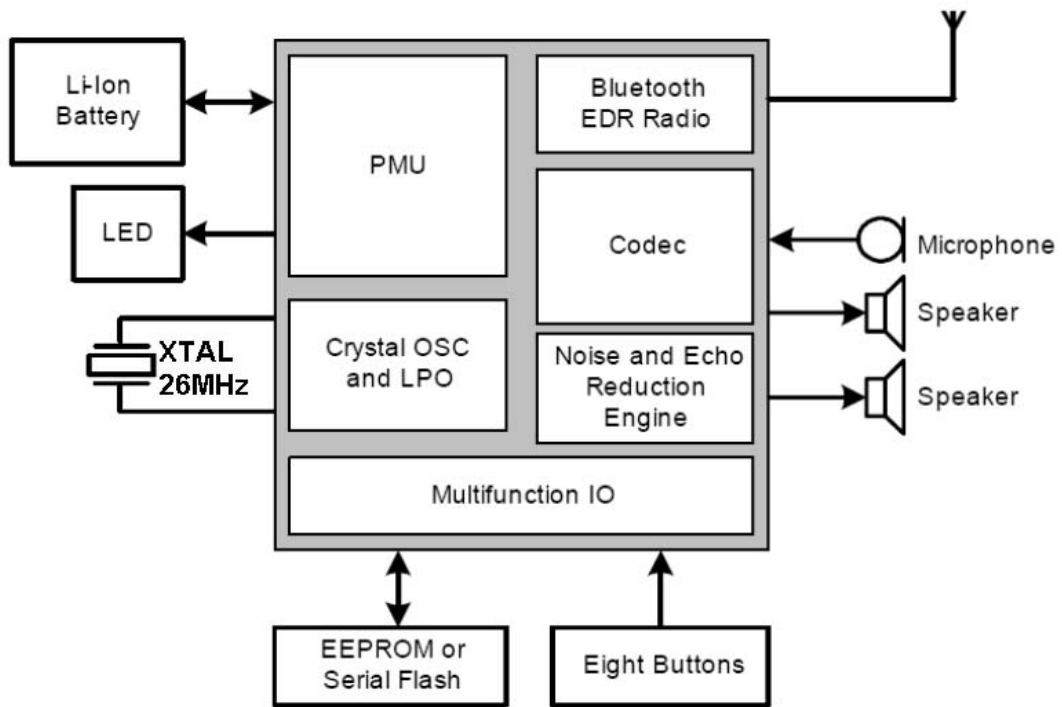 Li-Ion
Battery
PMU
Bluetooth
EDR Radio
LED
Codec
Microphone
Speaker
XTAL
26MHz
Crystal OSC
and LPO
Noise and Echo
Reduction
Engine
Speaker
Multifunction IO
EEPROM or
Serial Flash
Eight Buttons